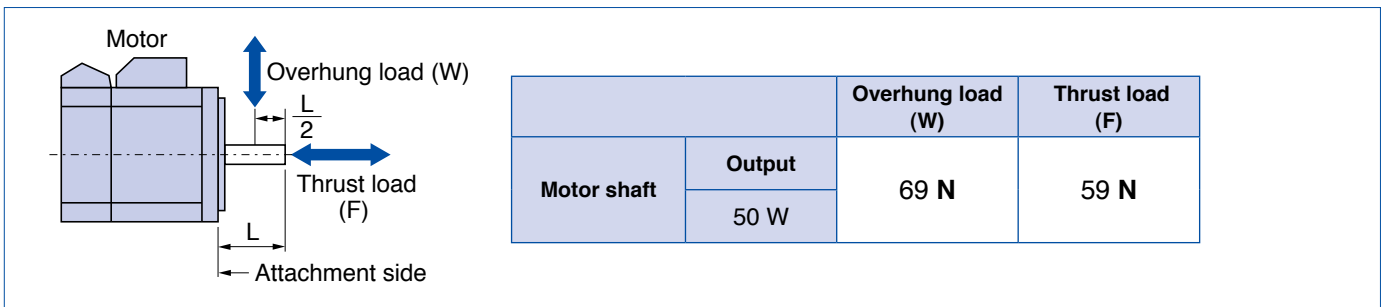 Motor
Overhung load (W)
L
2
Thrust load
(F)
L
Attachment side
Overhung load
(W)
Thrust load
(F)
Motor shaft
Output
69 N
59 N
50 W